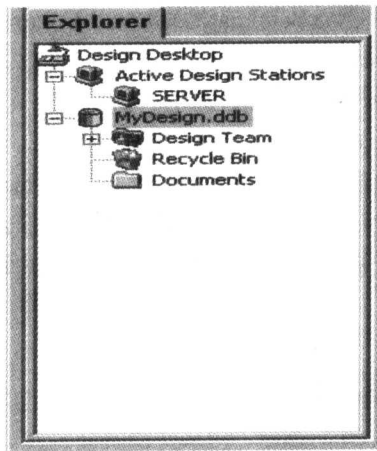 Explorer
Design Desktop
Active Design Stations
SERVER
MyDesign.ddb
Design Team
Recycle Bin
Documents